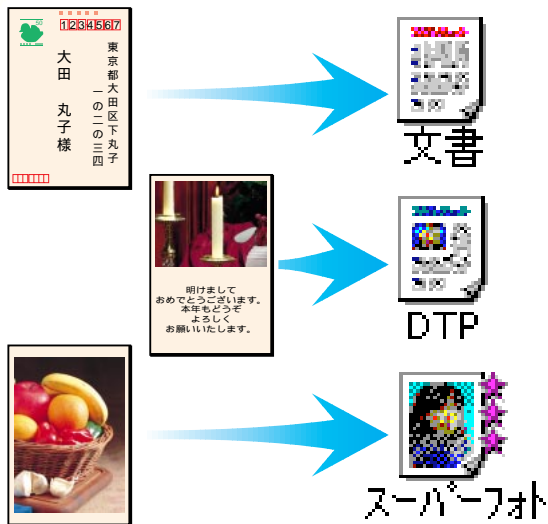 50
1234567
東京都大田区下丸子
一の二の三四
大田 丸子様
文書
明けまして
おめでとうございます。
本年もどうぞ
よろしく
お願いいたします。
DTP
スーパーフォト